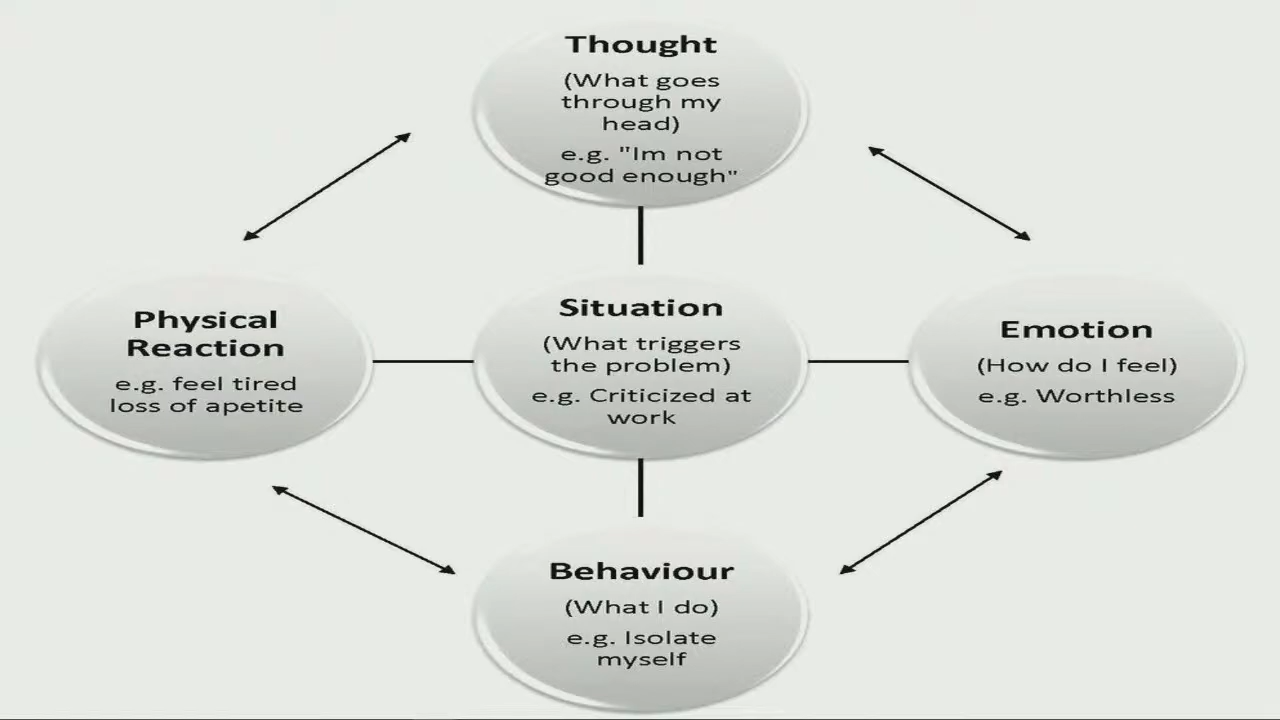 Thought
(What goes
through my
head)
e.g. "Im not
good enough"
Physical
Reaction
e.g. feel tired
loss of apetite
Situation
(What triggers
the problem)
e.g. Criticized at
work
Emotion
(How do I feel)
e.g. Worthless
Behaviour
(What I do)
e.g. Isolate
myself